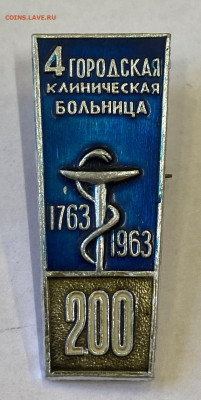 COINS.LAVE.RU
4 ГОРОДСКАЯ
КЛИНИЧЕСКАЯ
БОЛЬНИЦА
1763
1963
200